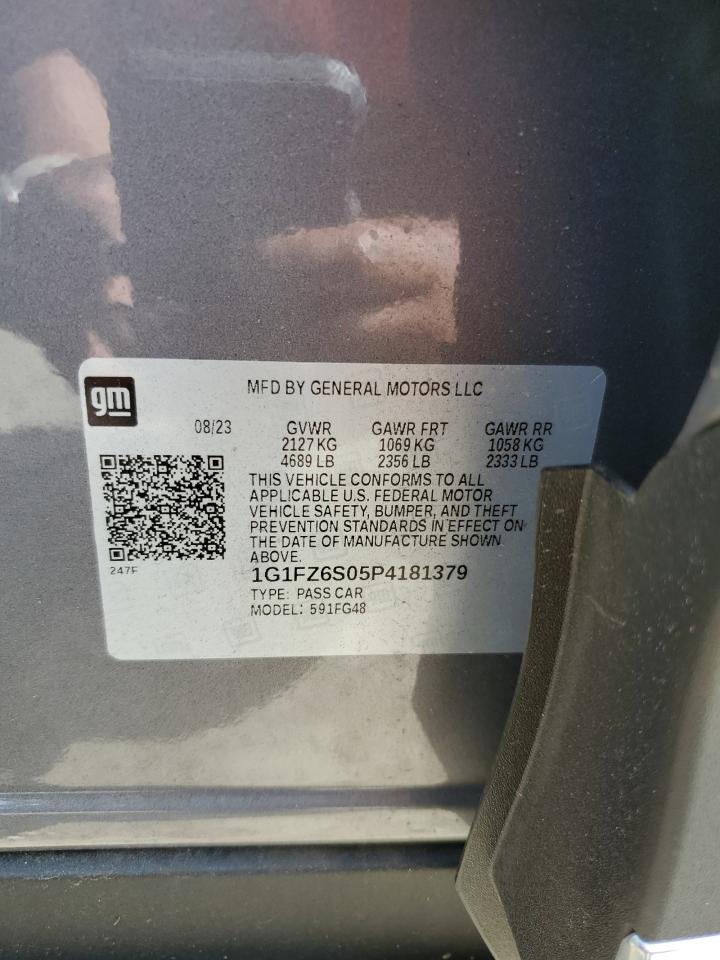 gm
MFD BY GENERAL MOTORS LLC
08/23 GVWR GAWR FRT GAWR RR
2127 KG 1069 KG 1058 KG
4689 LB 2356 LB 2333 LB
THIS VEHICLE CONFORMS TO ALL
APPLICABLE U.S. FEDERAL MOTOR
VEHICLE SAFETY, BUMPER, AND THEFT
PREVENTION STANDARDS IN EFFECT ON
THE DATE OF MANUFACTURE SHOWN
ABOVE.
247F
1G1FZ6S05P4181379
TYPE: PASS CAR
MODEL: 591FG48